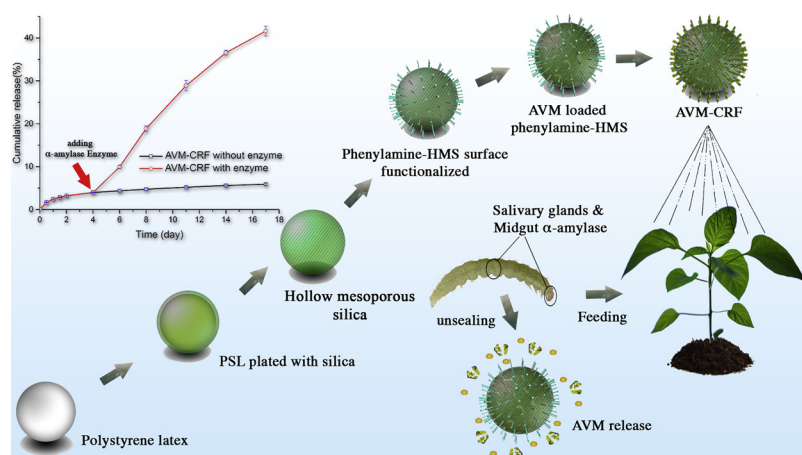 40
30
20
10
0
Cumulative release(%)
adding
α-amylase Enzyme
AVM-CRF without enzyme
AVM-CRF with enzyme
0 2 4 6 8 10 12 14 16 18
Time (day)
Polystyrene latex
PSL plated with silica
Hollow mesoporous
silica
Phenylamine-HMS surface
functionalized
AVM loaded
phenylamine-HMS
AVM-CRF
Salivary glands &
Midgut α-amylase
unsealing
Feeding
AVM release